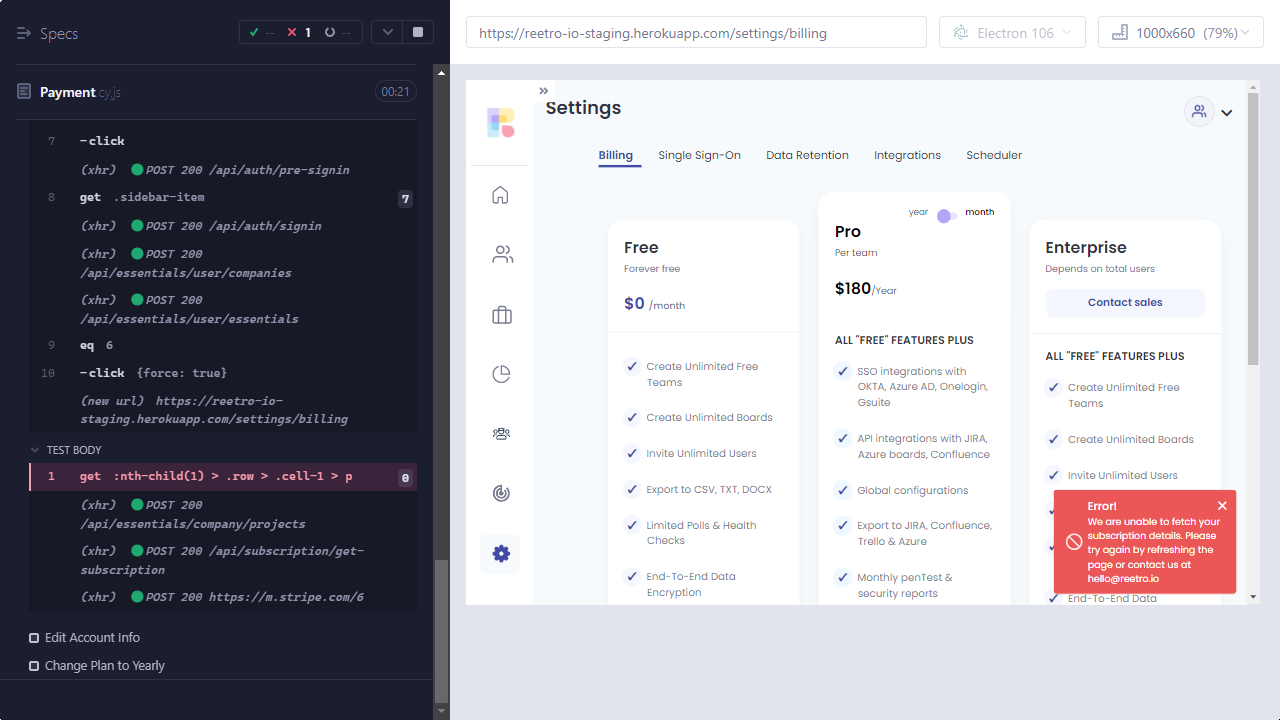 Specs
-- 1 --
Payment.cy.js
00:21
7 -click
(xhr) POST 200 /api/auth/pre-signin
8 get .sidebar-item 7
(xhr) POST 200 /api/auth/signin
(xhr) POST 200
/api/essentials/user/companies
(xhr) POST 200
/api/essentials/user/essentials
9 eq 6
10 -click {force: true}
(new url) https://reetro-io-
staging.herokuapp.com/settings/billing
TEST BODY
1 get :nth-child(1) > .row > .cell-1 > p 0
(xhr) POST 200
/api/essentials/company/projects
(xhr) POST 200 /api/subscription/get-
subscription
(xhr) POST 200 https://m.stripe.com/6
Edit Account Info
Change Plan to Yearly
https://reetro-io-staging.herokuapp.com/settings/billing
Electron 106
1000x660 (79%)
Settings
Billing
Single Sign-On
Data Retention
Integrations
Scheduler
Free
Forever free
$0 /month
Create Unlimited Free
Teams
Create Unlimited Boards
Invite Unlimited Users
Export to CSV, TXT, DOCX
Limited Polls & Health
Checks
End-To-End Data
Encryption
year month
Pro
Per team
$180/Year
ALL "FREE" FEATURES PLUS
SSO integrations with
OKTA, Azure AD, Onelogin,
Gsuite
API integrations with JIRA,
Azure boards, Confluence
Global configurations
Export to JIRA, Confluence,
Trello & Azure
Monthly penTest &
security reports
Enterprise
Depends on total users
Contact sales
ALL "FREE" FEATURES PLUS
Create Unlimited Free
Teams
Create Unlimited Boards
Invite Unlimited Users
Error!
We are unable to fetch your
subscription details. Please
try again by refreshing the
page or contact us at
hello@reetro.io
End-To-End Data